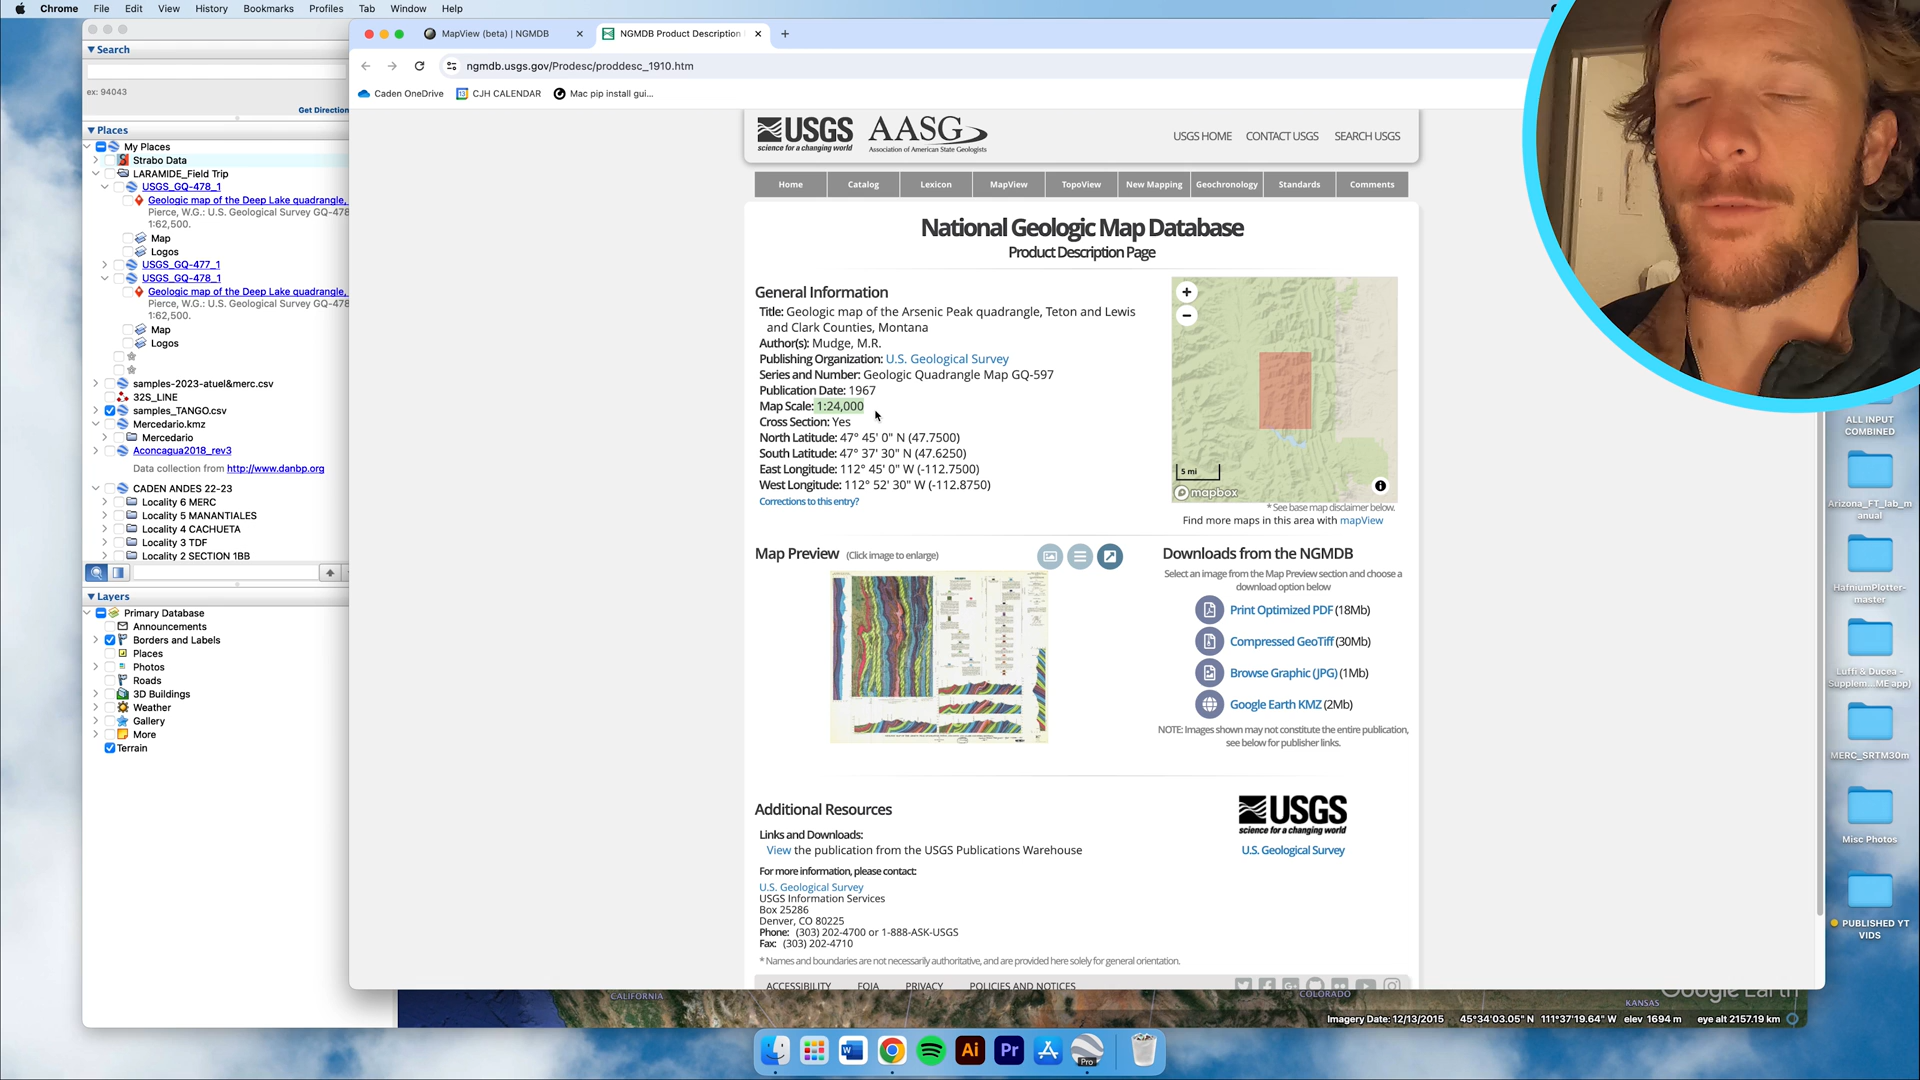 Chrome File Edit View History Bookmarks Profiles Tab Window Help
Search
ex: 94043
Get Direction
Places
My Places
Strabo Data
LARAMIDE_Field Trip
USGS_GQ-478_1
Geologic map of the Deep Lake quadrangle,
Pierce, W.G.: U.S. Geological Survey GQ-478
1:62,500.
Map
Logos
USGS_GQ-477_1
USGS_GQ-478_1
Geologic map of the Deep Lake quadrangle,
Pierce, W.G.: U.S. Geological Survey GQ-478
1:62,500.
Map
Logos
samples-2023-atuel&merc.csv
32S_LINE
samples_TANGO.csv
Mercedario.kmz
Mercedario
Aconcagua2018_rev3
Data collection from http://www.danbp.org
CADEN ANDES 22-23
Locality 6 MERC
Locality 5 MANANTIALES
Locality 4 CACHUETA
Locality 3 TDF
Locality 2 SECTION 1BB
Layers
Primary Database
Announcements
Borders and Labels
Places
Photos
Roads
3D Buildings
Weather
Gallery
More
Terrain
MapView (beta) | NGMDB
NGMDB Product Description
ngmdb.usgs.gov/Prodesc/proddesc_1910.htm
Caden OneDrive CJH CALENDAR Mac pip install gui...
USGS
science for a changing world
AASG
Association of American State Geologists
USGS HOME CONTACT USGS SEARCH USGS
Home Catalog Lexicon MapView TopoView New Mapping Geochronology Standards Comments
National Geologic Map Database
Product Description Page
General Information
Title: Geologic map of the Arsenic Peak quadrangle, Teton and Lewis
and Clark Counties, Montana
Author(s): Mudge, M.R.
Publishing Organization: U.S. Geological Survey
Series and Number: Geologic Quadrangle Map GQ-597
Publication Date: 1967
Map Scale: 1:24,000
Cross Section: Yes
North Latitude: 47° 45' 0" N (47.7500)
South Latitude: 47° 37' 30" N (47.6250)
East Longitude: 112° 45' 0" W (-112.7500)
West Longitude: 112° 52' 30" W (-112.8750)
Corrections to this entry?
5 mi
mapbox
* See base map disclaimer below.
Find more maps in this area with mapView
Map Preview (Click image to enlarge)
Downloads from the NGMDB
Select an image from the Map Preview section and choose a
download option below
Print Optimized PDF (18Mb)
Compressed GeoTiff (30Mb)
Browse Graphic (JPG) (1Mb)
Google Earth KMZ (2Mb)
NOTE: Images shown may not constitute the entire publication,
see below for publisher links.
Additional Resources
Links and Downloads:
View the publication from the USGS Publications Warehouse
For more information, please contact:
U.S. Geological Survey
USGS Information Services
Box 25286
Denver, CO 80225
Phone: (303) 202-4700 or 1-888-ASK-USGS
Fax: (303) 202-4710
* Names and boundaries are not necessarily authoritative, and are provided here solely for general orientation.
USGS
science for a changing world
U.S. Geological Survey
ACCESSIBILITY FOIA PRIVACY POLICIES AND NOTICES
CALIFORNIA
COLORADO
KANSAS
Google Earth
Imagery Date: 12/13/2015 45°34'03.05" N 111°37'19.64" W elev 1694 m eye alt 2157.19 km
ALL INPUT
COMBINED
Arizona_FT_lab_m
anual
HafniumPlotter-
master
Luffi & Ducea -
Supplem...ME app)
MERC_SRTM30m
Misc Photos
PUBLISHED YT
VIDS
Ai
Pr
Pro